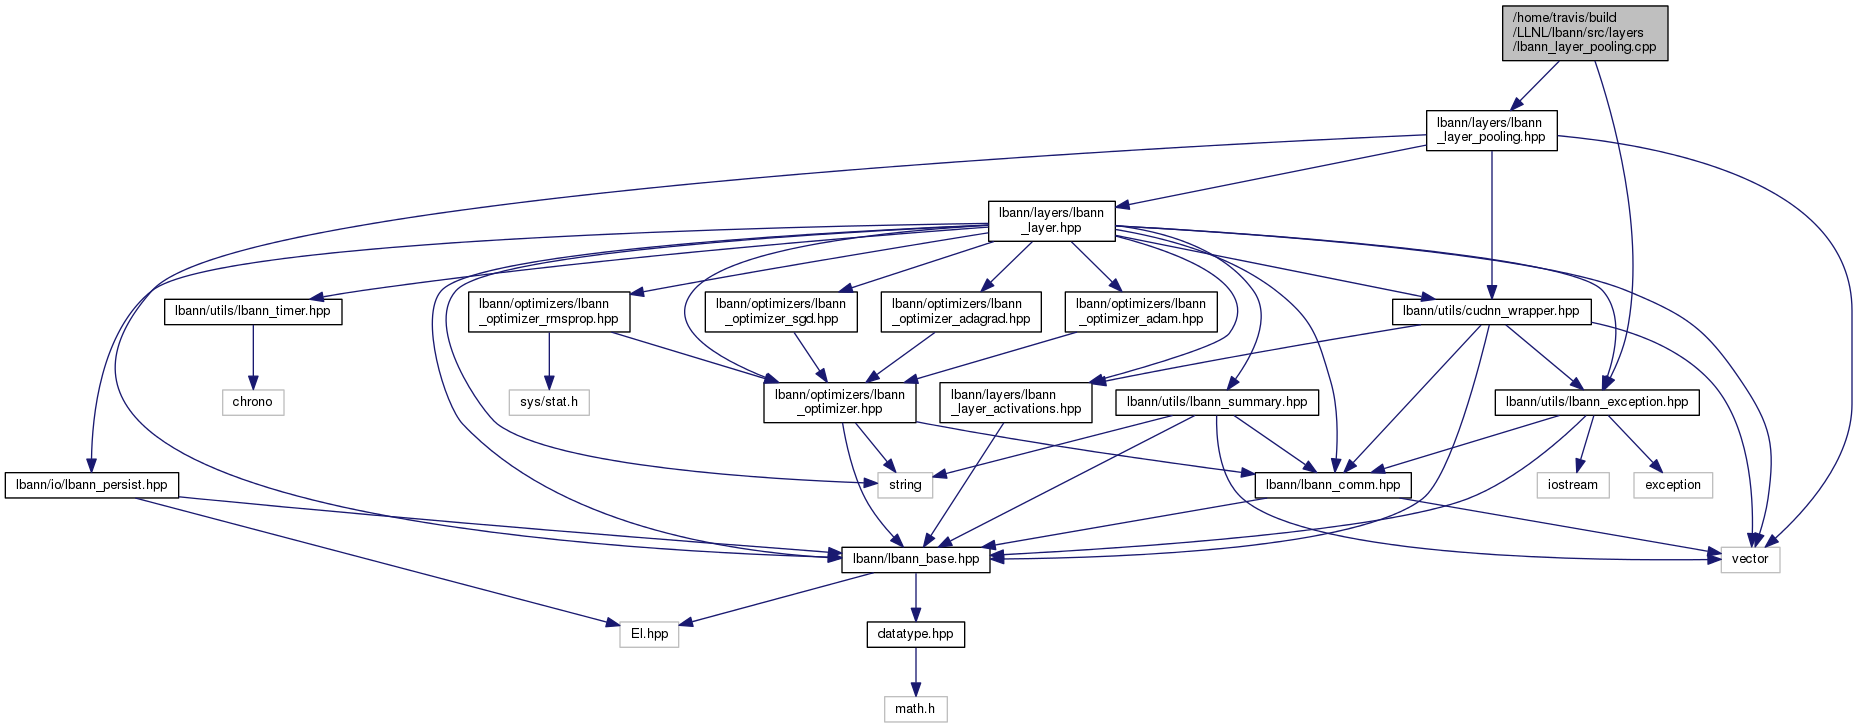 /home/travis/build
/LLNL/lbann/src/layers
/lbann_layer_pooling.cpp
lbann/layers/lbann
_layer_pooling.hpp
lbann/layers/lbann
_layer.hpp
lbann/utils/lbann_timer.hpp
lbann/optimizers/lbann
_optimizer_rmsprop.hpp
lbann/optimizers/lbann
_optimizer_sgd.hpp
lbann/optimizers/lbann
_optimizer_adagrad.hpp
lbann/optimizers/lbann
_optimizer_adam.hpp
lbann/utils/cudnn_wrapper.hpp
chrono
sys/stat.h
lbann/optimizers/lbann
_optimizer.hpp
lbann/layers/lbann
_layer_activations.hpp
lbann/utils/lbann_summary.hpp
lbann/utils/lbann_exception.hpp
lbann/io/lbann_persist.hpp
string
lbann/lbann_comm.hpp
iostream
exception
lbann/lbann_base.hpp
vector
El.hpp
datatype.hpp
math.h